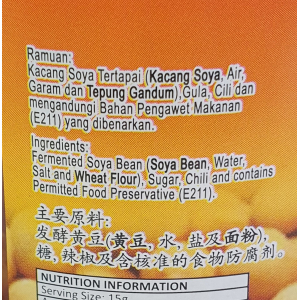 Ramuan:
Kacang Soya Tertapai (Kacang Soya, Air,
Garam dan Tepung Gandum),Gula, Cili dan
mengandungi Bahan Pengawet Makanan
(E211) yang dibenarkan.
Ingredients:
Fermented Soya Bean (Soya Bean, Water,
Salt and Wheat Flour), Sugar, Chili and contains
Permitted Food Preservative (E211).
主要原料:
发酵黄豆(黄豆, 水, 盐及面粉),
糖, 辣椒及含核准的食物防腐剂。
NUTRITION INFORMATION
Serving Size: 15g